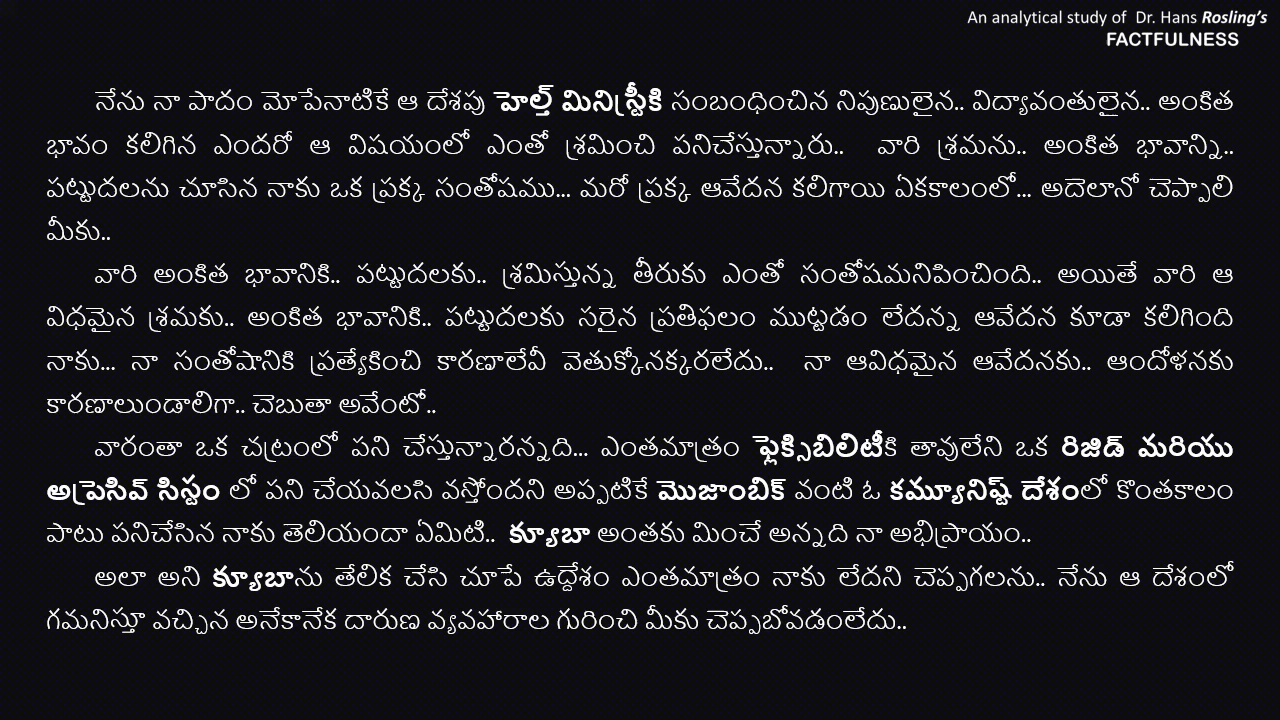 An analytical study of Dr. Hans Rosling's
FACTFULNESS
నేను నా పాదం మోపేనాటికే ఆ దేశపు హెల్త్ మినిస్ట్రీకి సంబంధించిన నిపుణులైన.. విద్యావంతులైన.. అంకిత
భావం కలిగిన ఎందరో ఆ విషయంలో ఎంతో శ్రమించి పనిచేస్తున్నారు.. వారి శ్రమను.. అంకిత భావాన్ని..
పట్టుదలను చూసిన నాకు ఒక ప్రక్క సంతోషము... మరో ప్రక్క ఆవేదన కలిగాయి ఏకకాలంలో... అదెలానో చెప్పాలి
మీకు..
వారి అంకిత భావానికి.. పట్టుదలకు.. శ్రమిస్తున్న తీరుకు ఎంతో సంతోషమనిపించింది.. అయితే వారి ఆ
విధమైన శ్రమకు.. అంకిత భావానికి.. పట్టుదలకు సరైన ప్రతిఫలం ముట్టడం లేదన్న ఆవేదన కూడా కలిగింది
నాకు... నా సంతోషానికి ప్రత్యేకించి కారణాలేవీ వెతుక్కోనక్కరలేదు.. నా ఆవిధమైన ఆవేదనకు.. ఆందోళనకు
కారణాలుండాలిగా.. చెబుతా అవేంటో..
వారంతా ఒక చట్రంలో పని చేస్తున్నారన్నది... ఎంతమాత్రం ఫ్లెక్సిబిలిటీకి తావులేని ఒక రిజిడ్ మరియు
అప్రెసివ్ సిస్టం లో పని చేయవలసి వస్తోందని అప్పటికే మొజాంబిక్ వంటి ఓ కమ్యూనిష్ట్ దేశంలో కొంతకాలం
పాటు పనిచేసిన నాకు తెలియందా ఏమిటి.. క్యూబా అంతకు మించే అన్నది నా అభిప్రాయం..
అలా అని క్యూబాను తేలిక చేసి చూపే ఉద్దేశం ఎంతమాత్రం నాకు లేదని చెప్పగలను.. నేను ఆ దేశంలో
గమనిస్తూ వచ్చిన అనేకానేక దారుణ వ్యవహారాల గురించి మీకు చెప్పబోవడంలేదు..